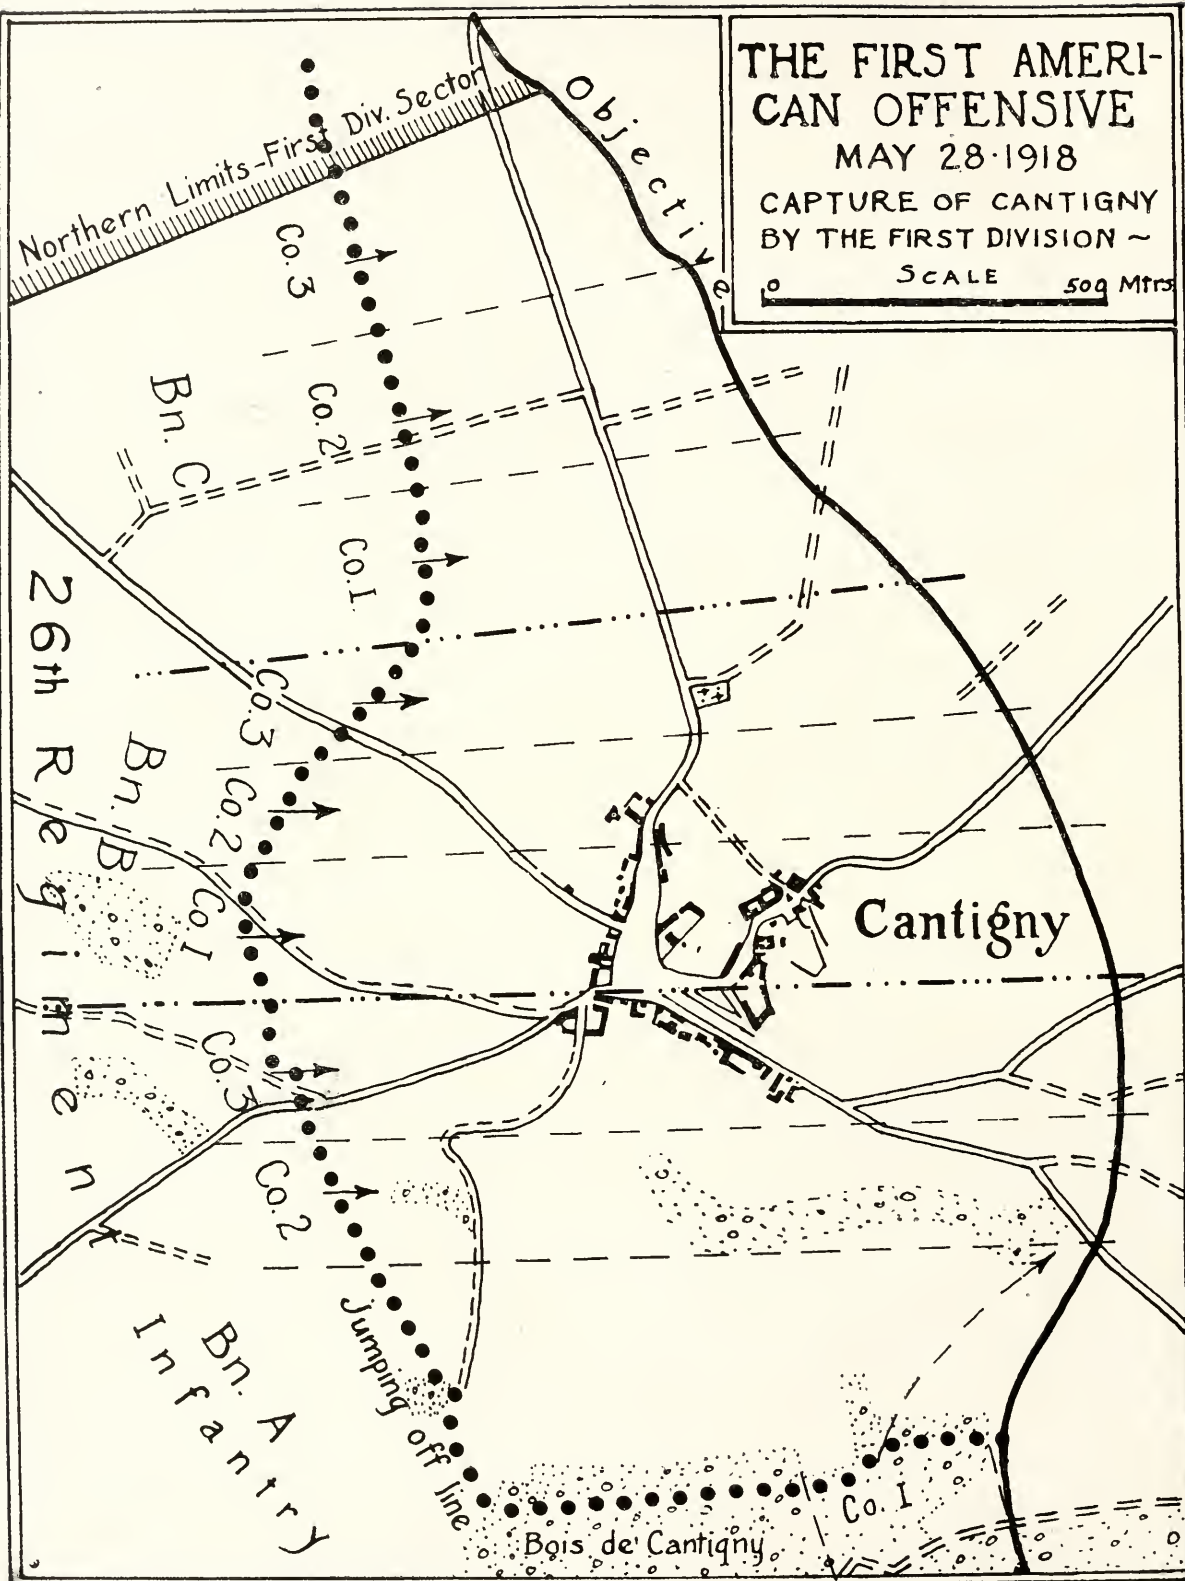 THE FIRST AMERI-
CAN OFFENSIVE
MAY 28·1918
CAPTURE OF CANTIGNY
BY THE FIRST DIVISION ~
SCALE
0 500 Mtrs
Objective
Northern Limits-First Div. Sector
Co. 3
Co. 2
Bn. C
Co. I.
26th Regiment
Infantry
Co. 3
Bn. B
Co. 2
Co I
Cantigny
Co. 3
Co. 2
Bn. A
Jumping off line
Co. I
Bois de Cantigny